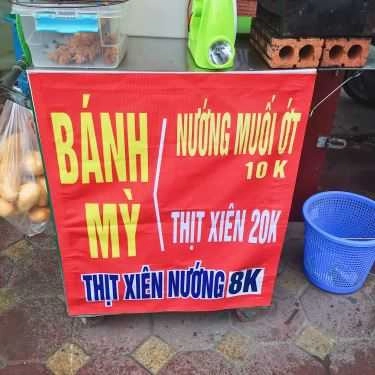 BÁNH MỲ
NƯỚNG MUỐI ỚT
10 K
THỊT XIÊN 20K
THỊT XIÊN NƯỚNG 8K